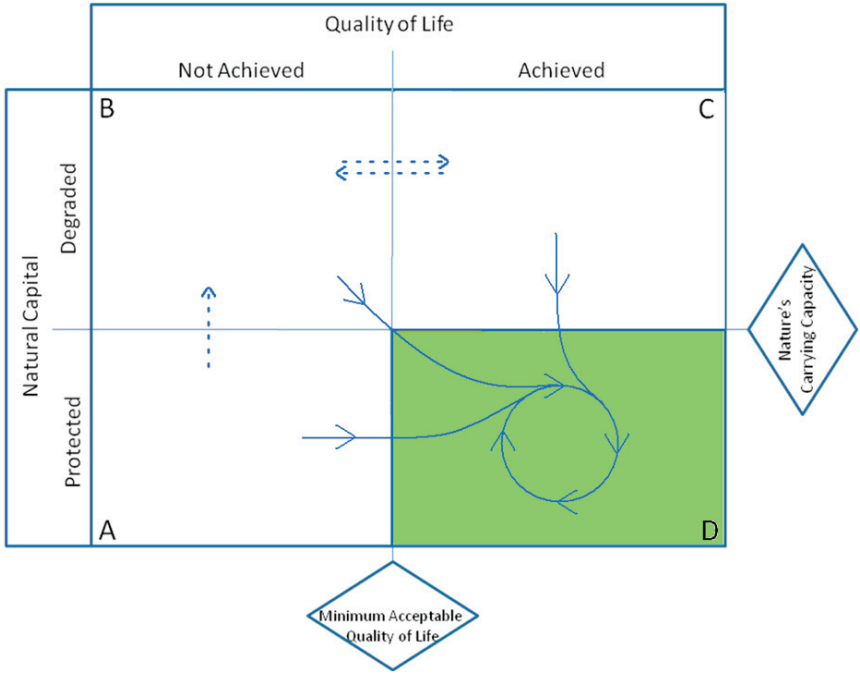 Quality of Life
Not Achieved
Achieved
B
C
Degraded
Natural Capital
Protected
Nature's
Carrying Capacity
A
D
Minimum Acceptable
Quality of Life